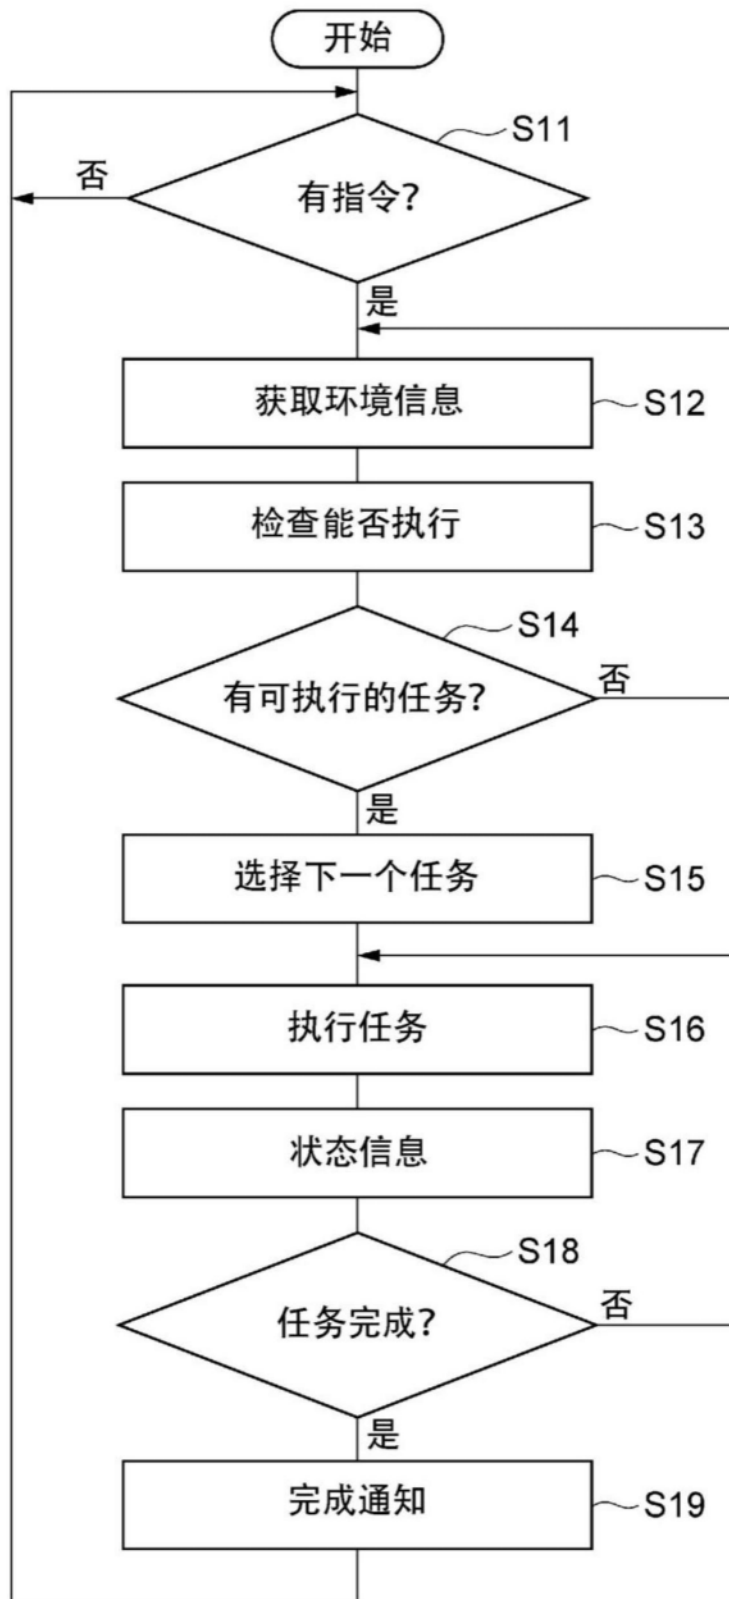 开始
S11
否
有指令?
是
获取环境信息
S12
检查能否执行
S13
S14
有可执行的任务?
否
是
选择下一个任务
S15
执行任务
S16
状态信息
S17
S18
任务完成?
否
是
完成通知
S19